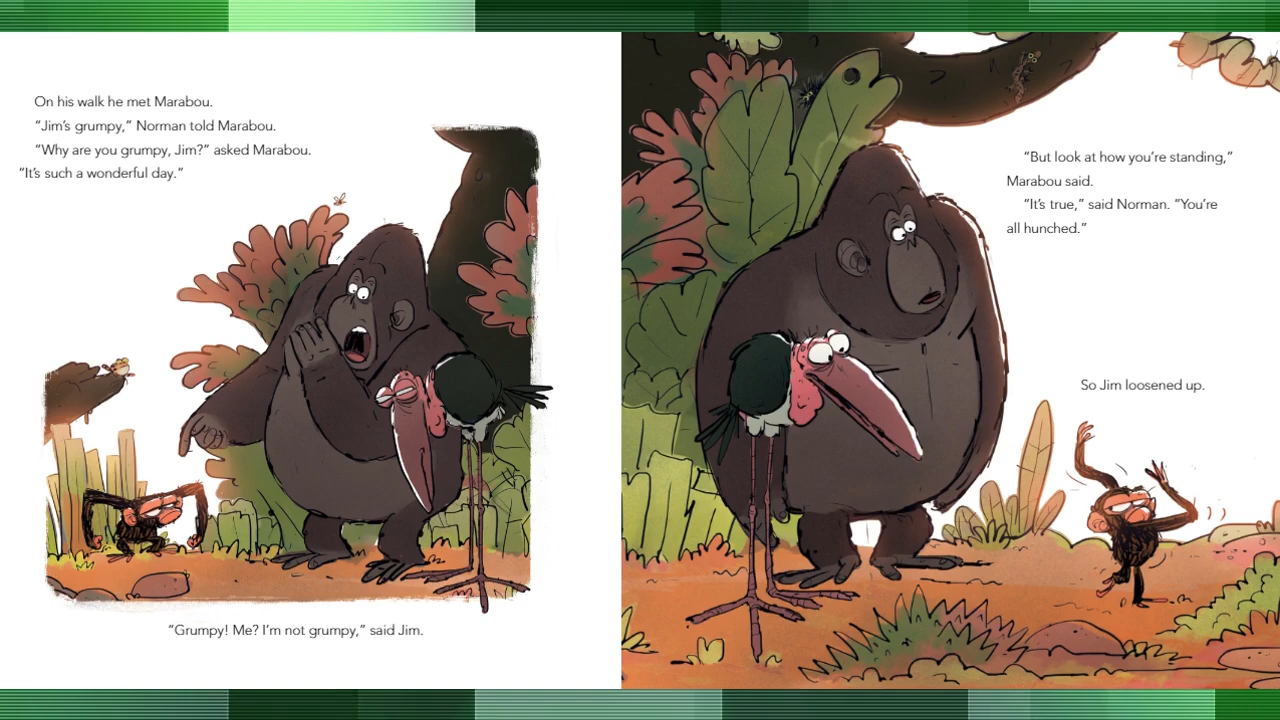 On his walk he met Marabou.
“Jim’s grumpy,” Norman told Marabou.
“Why are you grumpy, Jim?” asked Marabou.
“It’s such a wonderful day.”
“Grumpy! Me? I’m not grumpy,” said Jim.
“But look at how you’re standing,”
Marabou said.
“It’s true,” said Norman. “You’re
all hunched.”
So Jim loosened up.